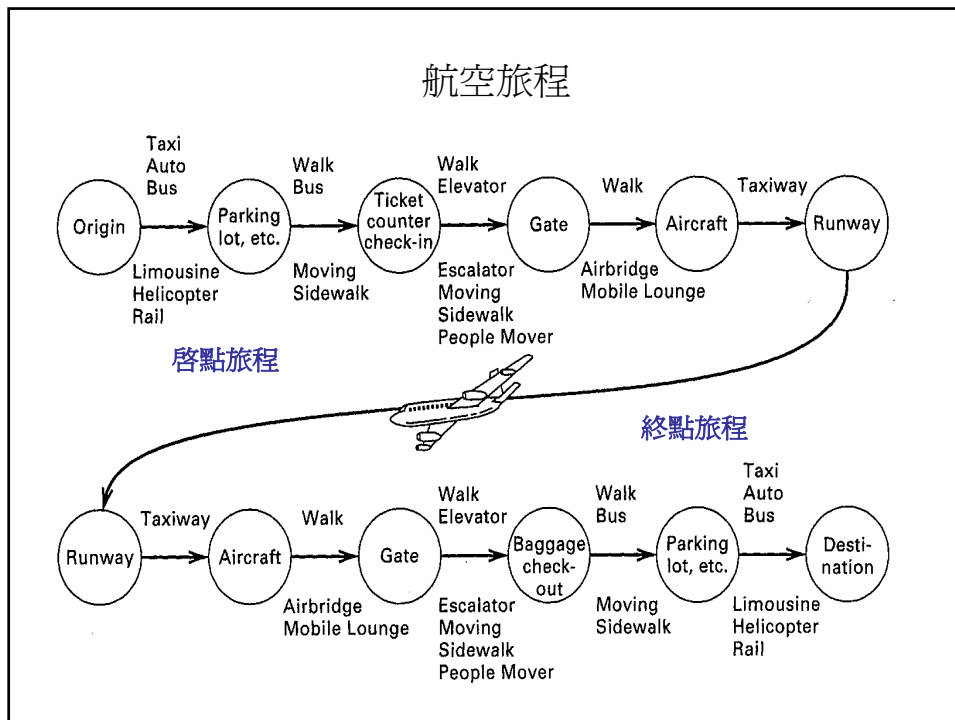 航空旅程
Taxi
Auto
Bus
Walk
Bus
Walk
Elevator
Walk
Taxiway
Origin
Parking
lot, etc.
Ticket
counter
check-in
Gate
Aircraft
Runway
Limousine
Helicopter
Rail
Moving
Sidewalk
Escalator
Moving
Sidewalk
People Mover
Airbridge
Mobile Lounge
啓點旅程
終點旅程
Taxiway
Walk
Walk
Elevator
Walk
Bus
Taxi
Auto
Bus
Runway
Aircraft
Gate
Baggage
check-
out
Parking
lot, etc.
Desti-
nation
Airbridge
Mobile Lounge
Escalator
Moving
Sidewalk
People Mover
Moving
Sidewalk
Limousine
Helicopter
Rail